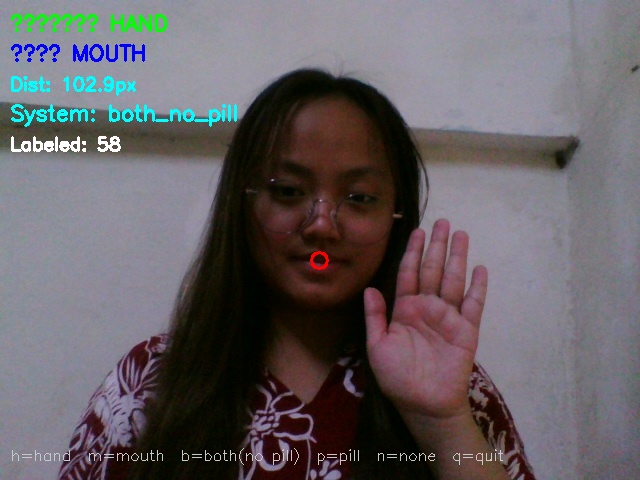 ??????? HAND
???? MOUTH
Dist: 102.9px
System: both_no_pill
Labeled: 58
h=hand m=mouth b=both(no pill) p=pill n=none q=quit